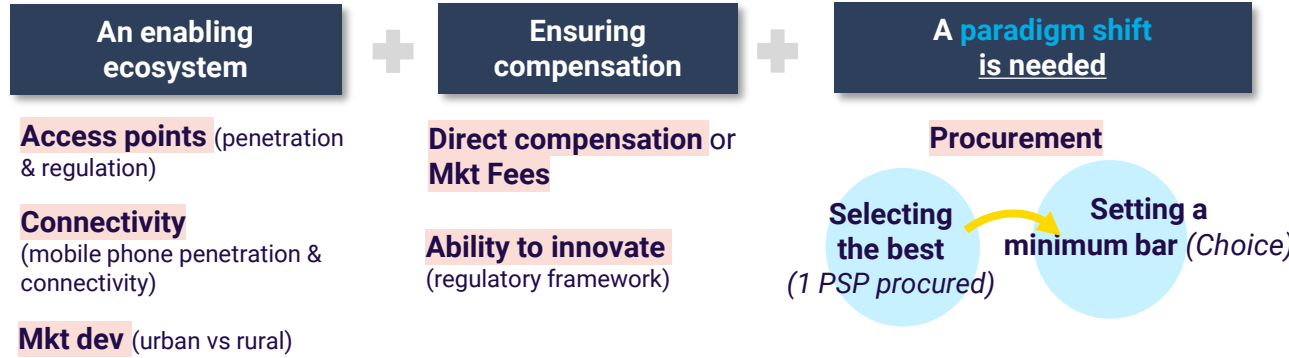 An enabling
ecosystem
Ensuring
compensation
A paradigm shift
is needed
Access points (penetration
& regulation)
Connectivity
(mobile phone penetration &
connectivity)
Mkt dev (urban vs rural)
Direct compensation or
Mkt Fees
Ability to innovate
(regulatory framework)
Procurement
Selecting
the best
(1 PSP procured)
Setting a
minimum bar (Choice)